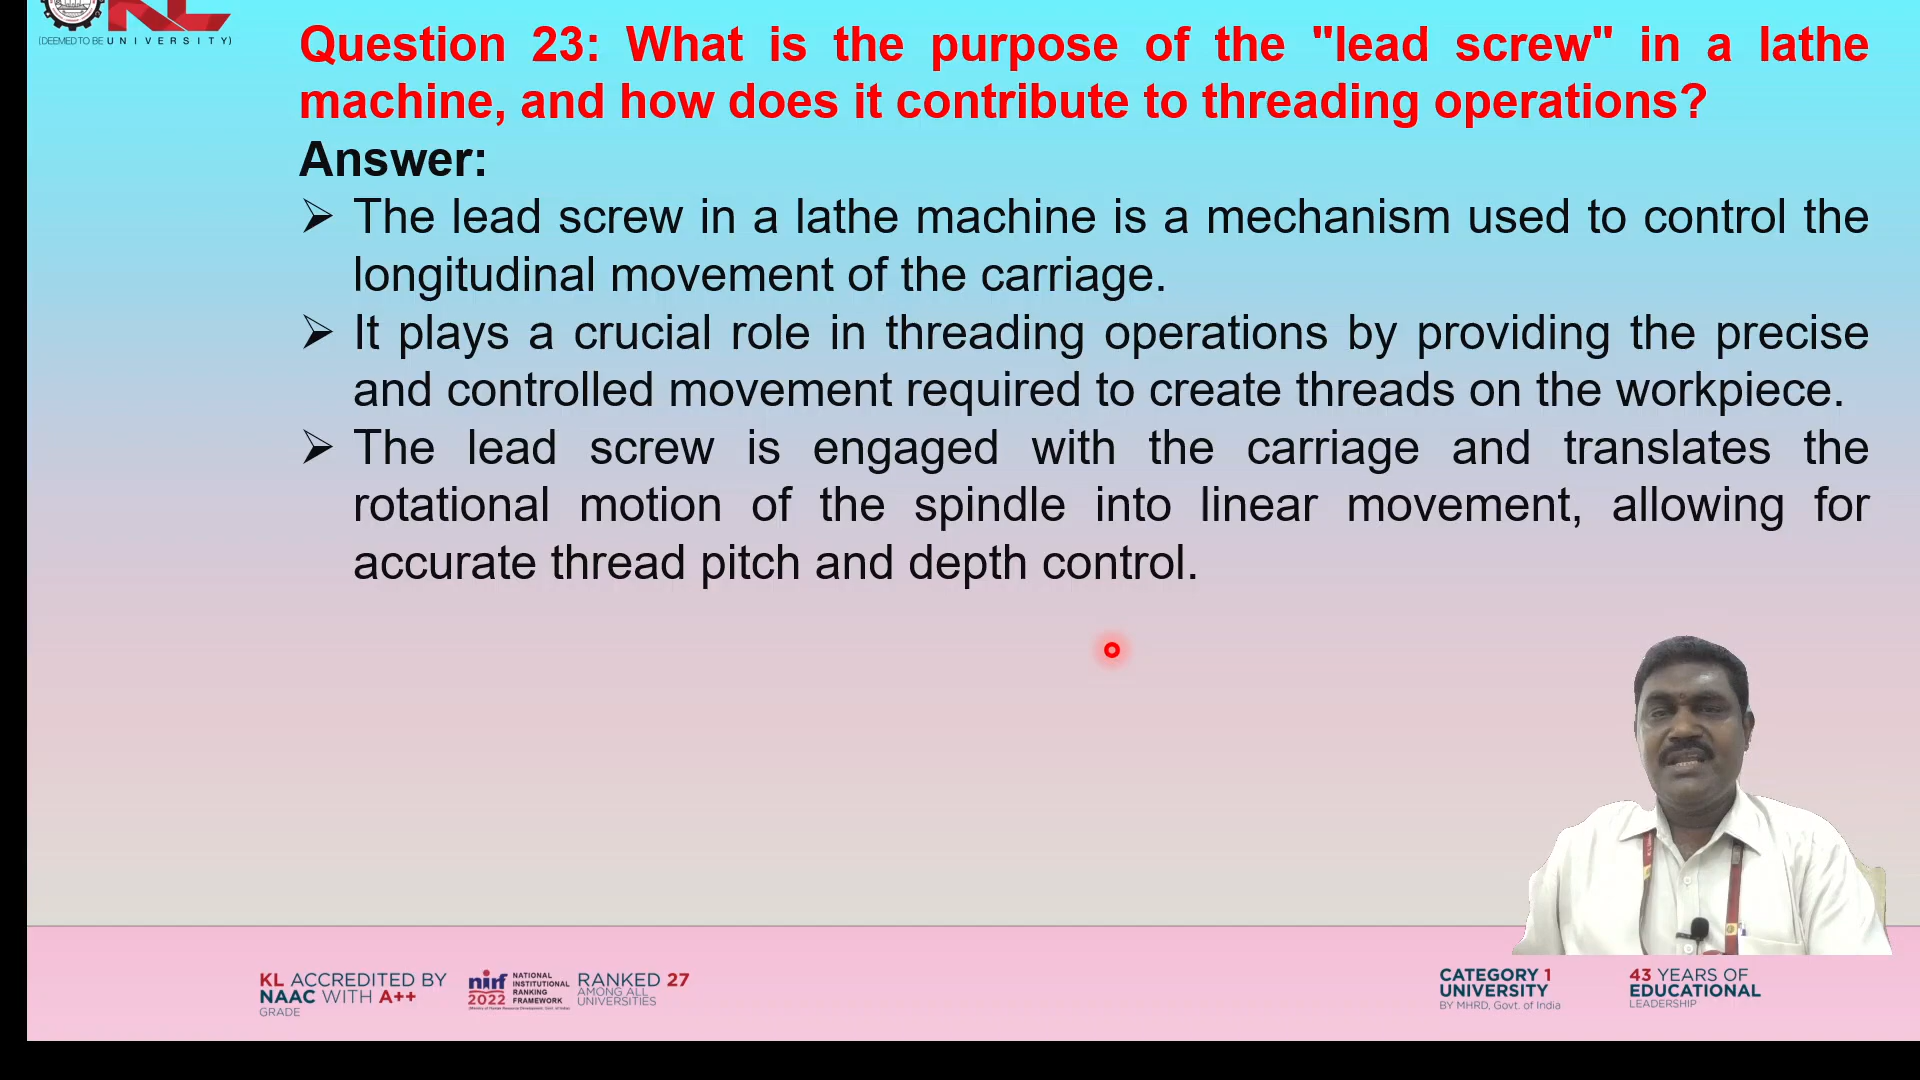 KL
(DEEMED TO BE UNIVERSITY)
Question 23: What is the purpose of the "lead screw" in a lathe
machine, and how does it contribute to threading operations?
Answer:
➢ The lead screw in a lathe machine is a mechanism used to control the
longitudinal movement of the carriage.
➢ It plays a crucial role in threading operations by providing the precise
and controlled movement required to create threads on the workpiece.
➢ The lead screw is engaged with the carriage and translates the
rotational motion of the spindle into linear movement, allowing for
accurate thread pitch and depth control.
KL ACCREDITED BY
NAAC WITH A++
GRADE
nirf
2022
NATIONAL
INSTITUTIONAL
RANKING
FRAMEWORK
RANKED 27
AMONG ALL
UNIVERSITIES
CATEGORY 1
UNIVERSITY
BY MHRD, Govt. of India
43 YEARS OF
EDUCATIONAL
LEADERSHIP